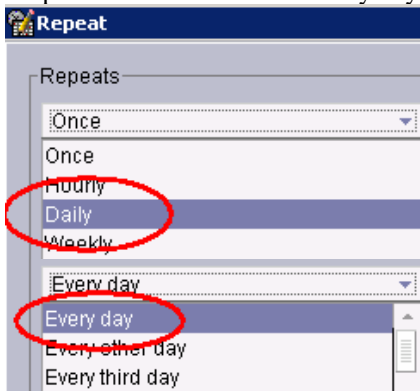 Repeat
Repeats
Once
Once
Hourly
Daily
Weekly
Every day
Every day
Every other day
Every third day